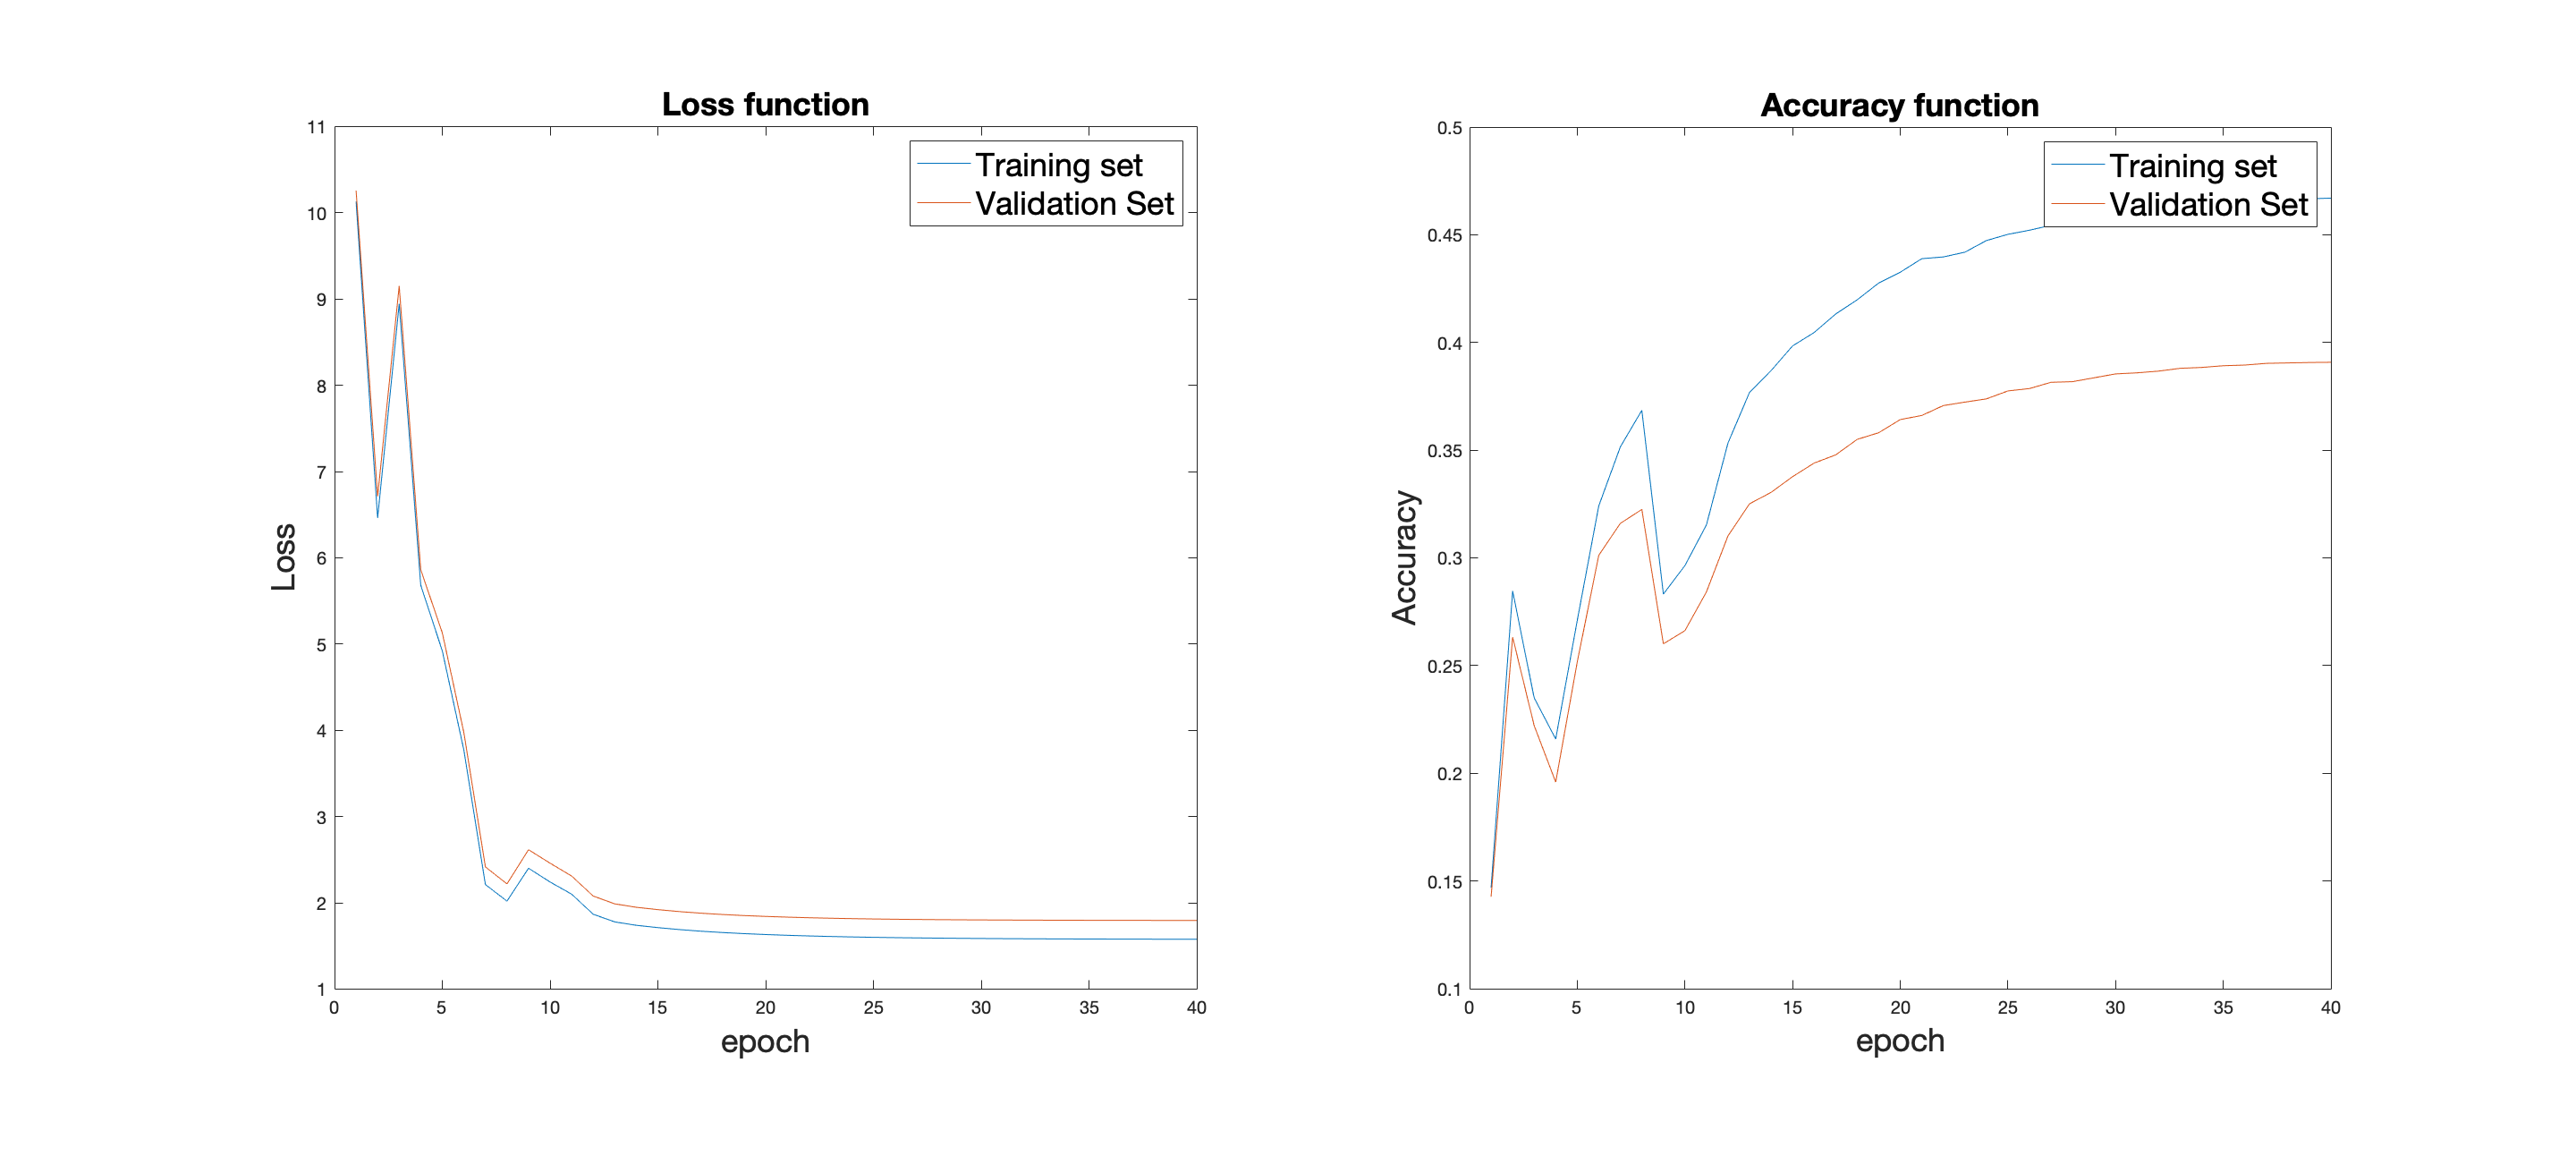 Loss function
11
10
9
8
7
6
5
4
3
2
1
Loss
Training set
Validation Set
0 5 10 15 20 25 30 35 40
epoch
Accuracy function
0.5
0.45
0.4
0.35
0.3
0.25
0.2
0.15
0.1
Accuracy
Training set
Validation Set
0 5 10 15 20 25 30 35 40
epoch